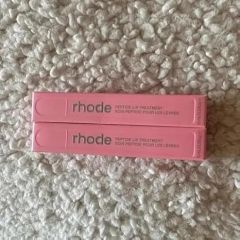 rhode
PEPTIDE LIP TREATMENT
SOIN PEPTIDE POUR LES LÈVRES
rhode
PEPTIDE LIP TREATMENT
SOIN PEPTIDE POUR LES LÈVRES